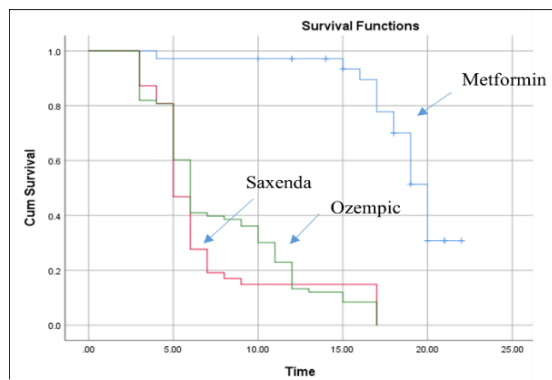 Survival Functions
1.0
Metformin
0.8
0.6
Saxenda
Ozempic
0.4
0.2
0.0
Cum Survival
.00 5.00 10.00 15.00 20.00 25.00
Time